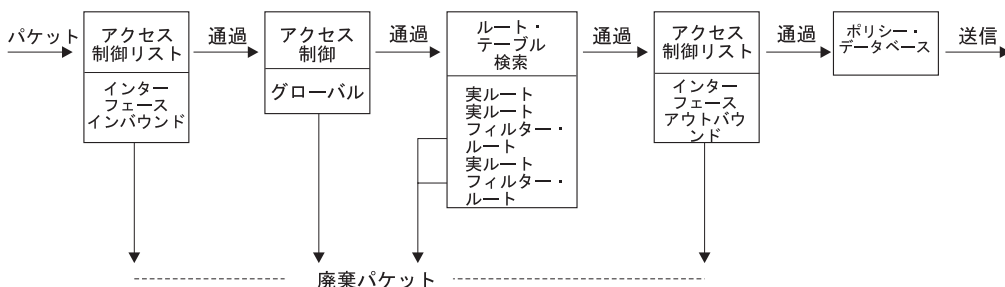 パケット
アクセス
制御リスト
インター
フェース
インバウンド
通過
アクセス
制御
グローバル
通過
ルート・
テーブル
検索
実ルート
実ルート
フィルター・
ルート
実ルート
フィルター・
ルート
通過
アクセス
制御リスト
インター
フェース
アウトバウ
ンド
通過
ポリシー・
データベース
送信
廃棄パケット